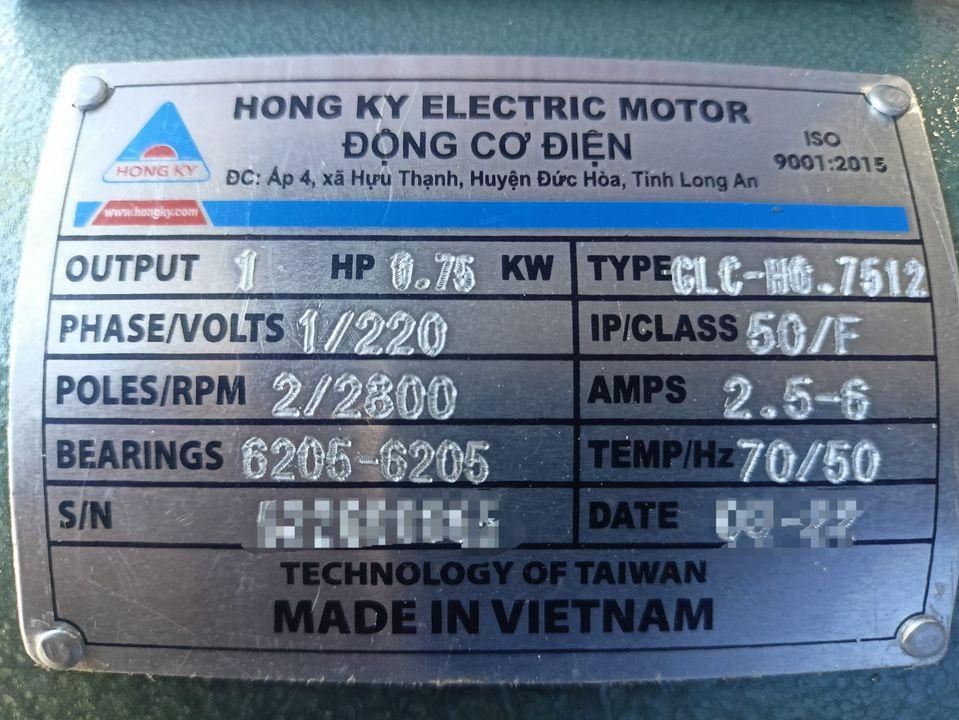 HONG KY ELECTRIC MOTOR
ĐỘNG CƠ ĐIỆN
ISO
9001:2015
HONG KY
ĐC: Áp 4, xã Hựu Thạnh, Huyện Đức Hòa, Tỉnh Long An
www.hongky.com
OUTPUT 1 HP 0.75 KW TYPE CLC-H0.7512
PHASE/VOLTS 1/220 IP/CLASS 50/F
POLES/RPM 2/2800 AMPS 2.5-6
BEARINGS 6205-6205 TEMP/Hz 70/50
S/N DATE
TECHNOLOGY OF TAIWAN
MADE IN VIETNAM